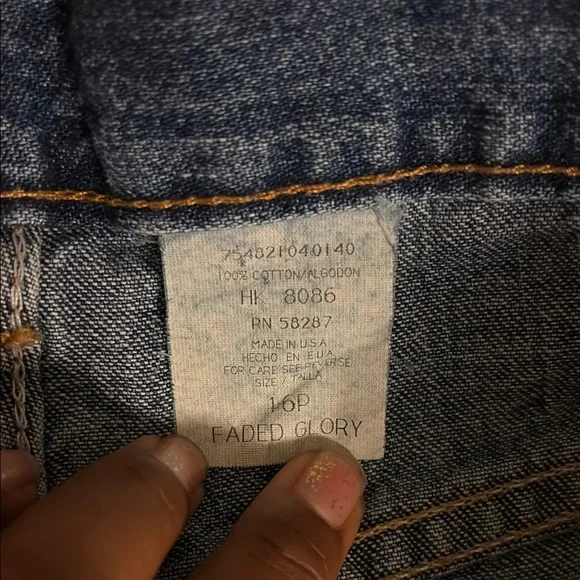 754821040140
100% COTTON/ALGODON
HK 8086
RN 58287
MADE IN U.S.A
HECHO EN E.U.A.
FOR CARE SEE REVERSE
SIZE / TALLA
16P
FADED GLORY